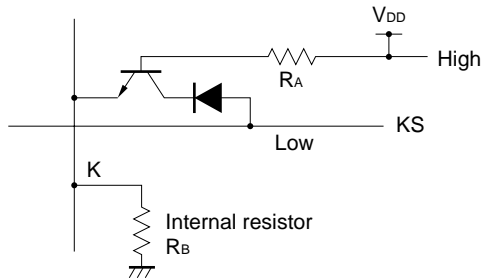 VDD
High
RA
KS
Low
K
Internal resistor
RB